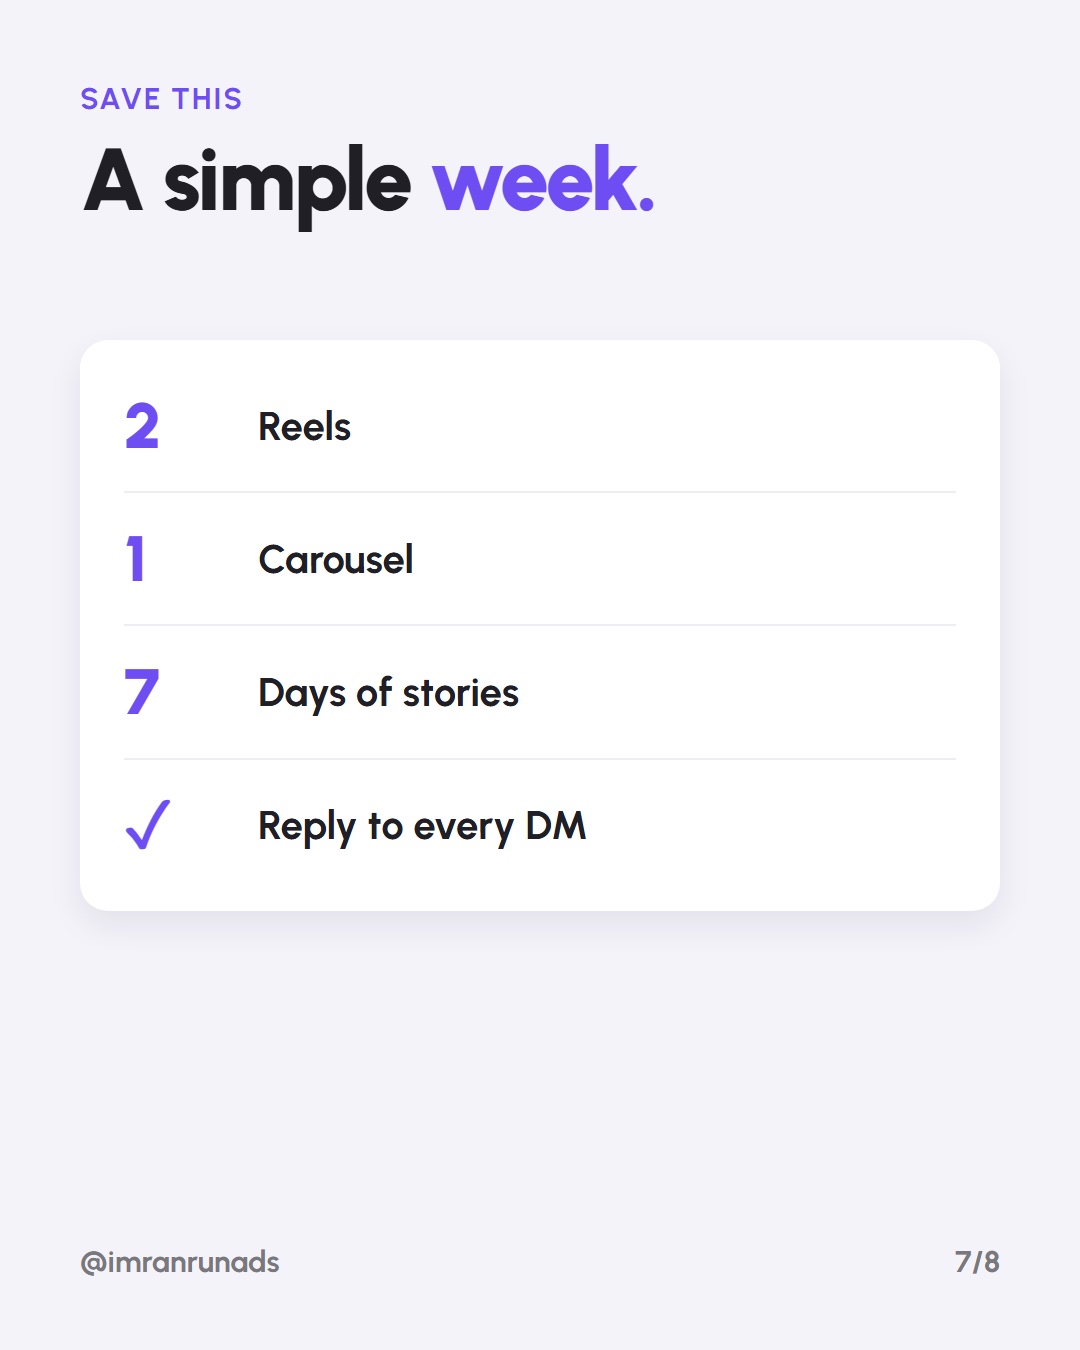 SAVE THIS
A simple week.
2 Reels
1 Carousel
7 Days of stories
✓ Reply to every DM
@imranrunads
7/8